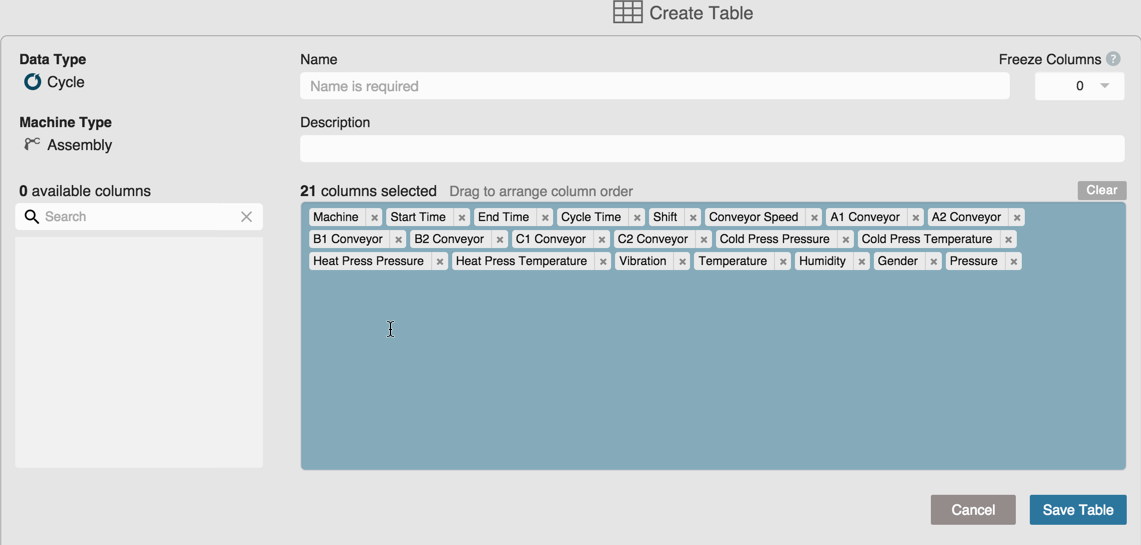 Create Table
Data Type
Cycle
Machine Type
Assembly
Name
Name is required
Freeze Columns ?
0
Description
0 available columns
Search
21 columns selected Drag to arrange column order Clear
Machine × Start Time × End Time × Cycle Time × Shift × Conveyor Speed × A1 Conveyor × A2 Conveyor ×
B1 Conveyor × B2 Conveyor × C1 Conveyor × C2 Conveyor × Cold Press Pressure × Cold Press Temperature ×
Heat Press Pressure × Heat Press Temperature × Vibration × Temperature × Humidity × Gender × Pressure ×
Cancel Save Table